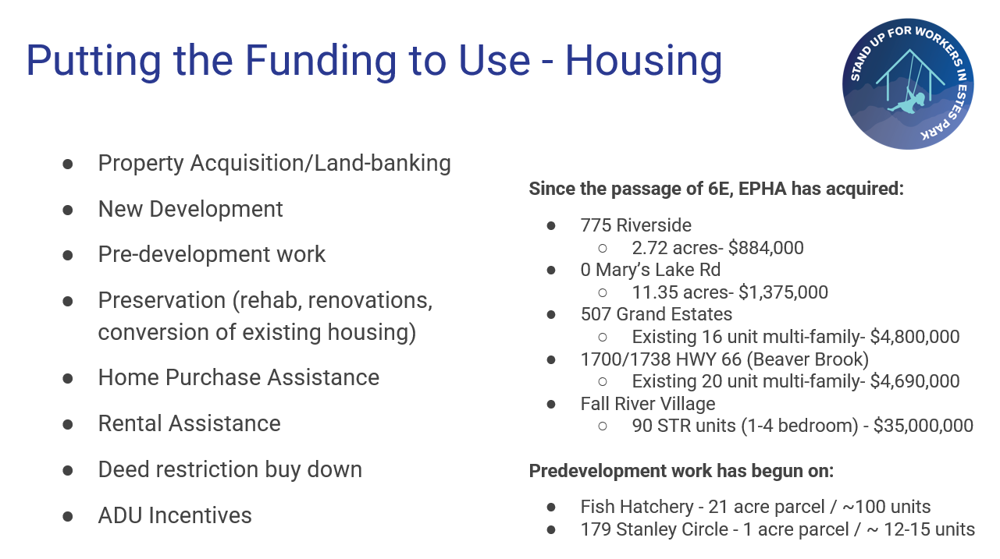 Putting the Funding to Use - Housing
STAND UP FOR WORKERS IN ESTES PARK
● Property Acquisition/Land-banking
● New Development
● Pre-development work
● Preservation (rehab, renovations,
conversion of existing housing)
● Home Purchase Assistance
● Rental Assistance
● Deed restriction buy down
● ADU Incentives
Since the passage of 6E, EPHA has acquired:
● 775 Riverside
○ 2.72 acres- $884,000
● 0 Mary’s Lake Rd
○ 11.35 acres- $1,375,000
● 507 Grand Estates
○ Existing 16 unit multi-family- $4,800,000
● 1700/1738 HWY 66 (Beaver Brook)
○ Existing 20 unit multi-family- $4,690,000
● Fall River Village
○ 90 STR units (1-4 bedroom) - $35,000,000
Predevelopment work has begun on:
● Fish Hatchery - 21 acre parcel / ~100 units
● 179 Stanley Circle - 1 acre parcel / ~ 12-15 units